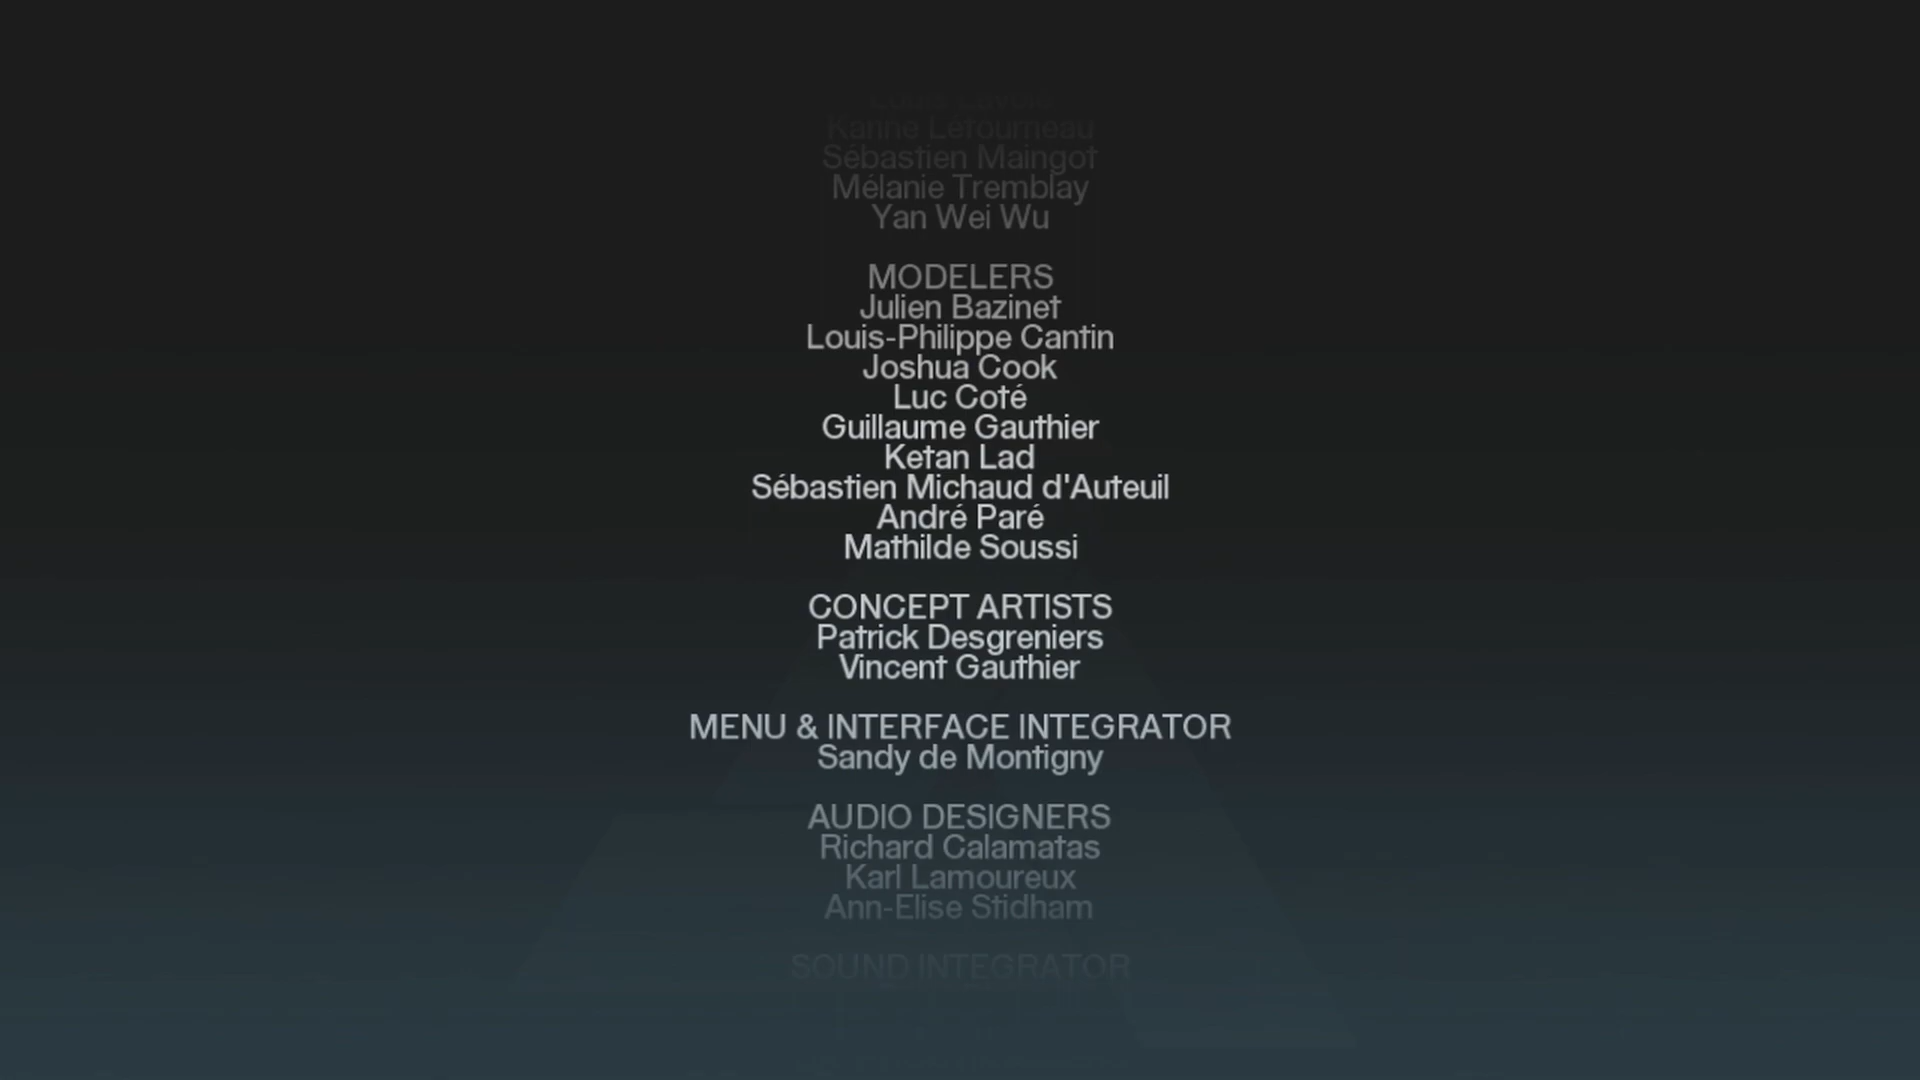 Karine Létourneau
Sébastien Maingot
Mélanie Tremblay
Yan Wei Wu
MODELERS
Julien Bazinet
Louis-Philippe Cantin
Joshua Cook
Luc Coté
Guillaume Gauthier
Ketan Lad
Sébastien Michaud d'Auteuil
André Paré
Mathilde Soussi
CONCEPT ARTISTS
Patrick Desgreniers
Vincent Gauthier
MENU & INTERFACE INTEGRATOR
Sandy de Montigny
AUDIO DESIGNERS
Richard Calamatas
Karl Lamoureux
Ann-Elise Stidham
SOUND INTEGRATOR